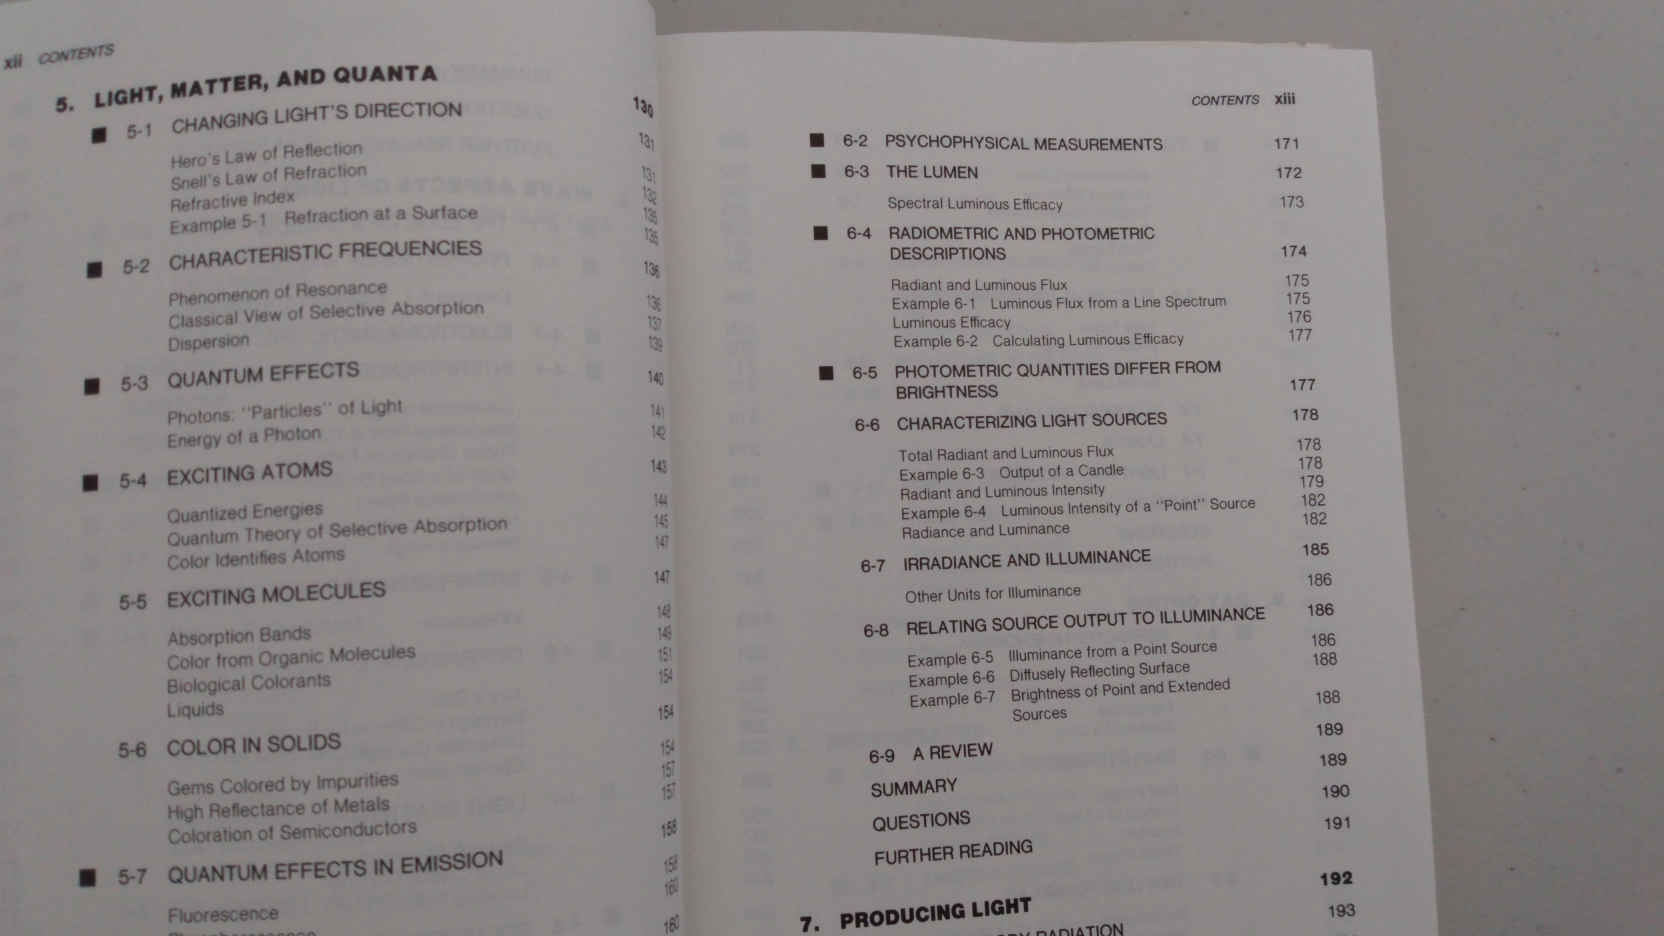 xii CONTENTS
5. LIGHT, MATTER, AND QUANTA 130
■ 5-1 CHANGING LIGHT'S DIRECTION 131
Hero's Law of Reflection 131
Snell's Law of Refraction 132
Refractive Index 135
Example 5-1 Refraction at a Surface 135
■ 5-2 CHARACTERISTIC FREQUENCIES 136
Phenomenon of Resonance 136
Classical View of Selective Absorption 137
Dispersion 139
■ 5-3 QUANTUM EFFECTS 140
Photons: "Particles" of Light 141
Energy of a Photon 142
■ 5-4 EXCITING ATOMS 143
Quantized Energies 144
Quantum Theory of Selective Absorption 145
Color Identifies Atoms 147
5-5 EXCITING MOLECULES 147
Absorption Bands 148
Color from Organic Molecules 149
Biological Colorants 151
Liquids 154
5-6 COLOR IN SOLIDS 154
Gems Colored by Impurities 154
High Reflectance of Metals 157
Coloration of Semiconductors 157
■ 5-7 QUANTUM EFFECTS IN EMISSION 158
Fluorescence 158
160
160
CONTENTS xiii
■ 6-2 PSYCHOPHYSICAL MEASUREMENTS 171
■ 6-3 THE LUMEN 172
Spectral Luminous Efficacy 173
■ 6-4 RADIOMETRIC AND PHOTOMETRIC
DESCRIPTIONS 174
Radiant and Luminous Flux 175
Example 6-1 Luminous Flux from a Line Spectrum 175
Luminous Efficacy 176
Example 6-2 Calculating Luminous Efficacy 177
■ 6-5 PHOTOMETRIC QUANTITIES DIFFER FROM
BRIGHTNESS 177
6-6 CHARACTERIZING LIGHT SOURCES 178
Total Radiant and Luminous Flux 178
Example 6-3 Output of a Candle 178
Radiant and Luminous Intensity 179
Example 6-4 Luminous Intensity of a "Point" Source 182
Radiance and Luminance 182
6-7 IRRADIANCE AND ILLUMINANCE 185
Other Units for Illuminance 186
6-8 RELATING SOURCE OUTPUT TO ILLUMINANCE 186
Example 6-5 Illuminance from a Point Source 186
Example 6-6 Diffusely Reflecting Surface 188
Example 6-7 Brightness of Point and Extended
Sources 188
6-9 A REVIEW 189
SUMMARY 189
QUESTIONS 190
FURTHER READING 191
7. PRODUCING LIGHT 192
RADIATION 193